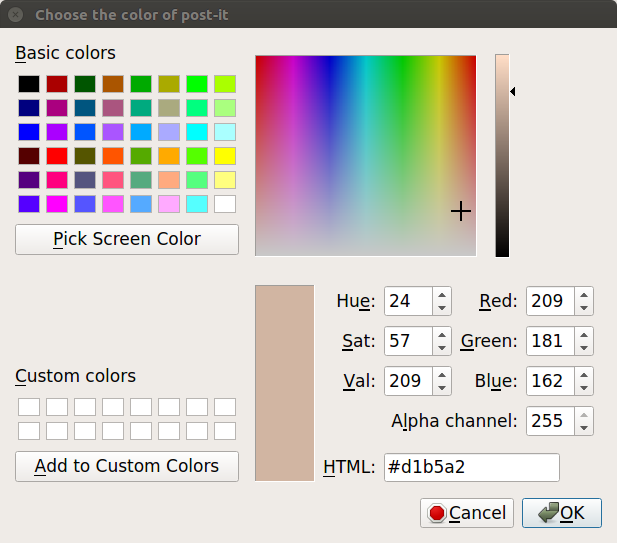 Choose the color of post-it
Basic colors
Pick Screen Color
Hue: 24 Red: 209
Sat: 57 Green: 181
Val: 209 Blue: 162
Custom colors
Alpha channel: 255
Add to Custom Colors
HTML: #d1b5a2
Cancel OK